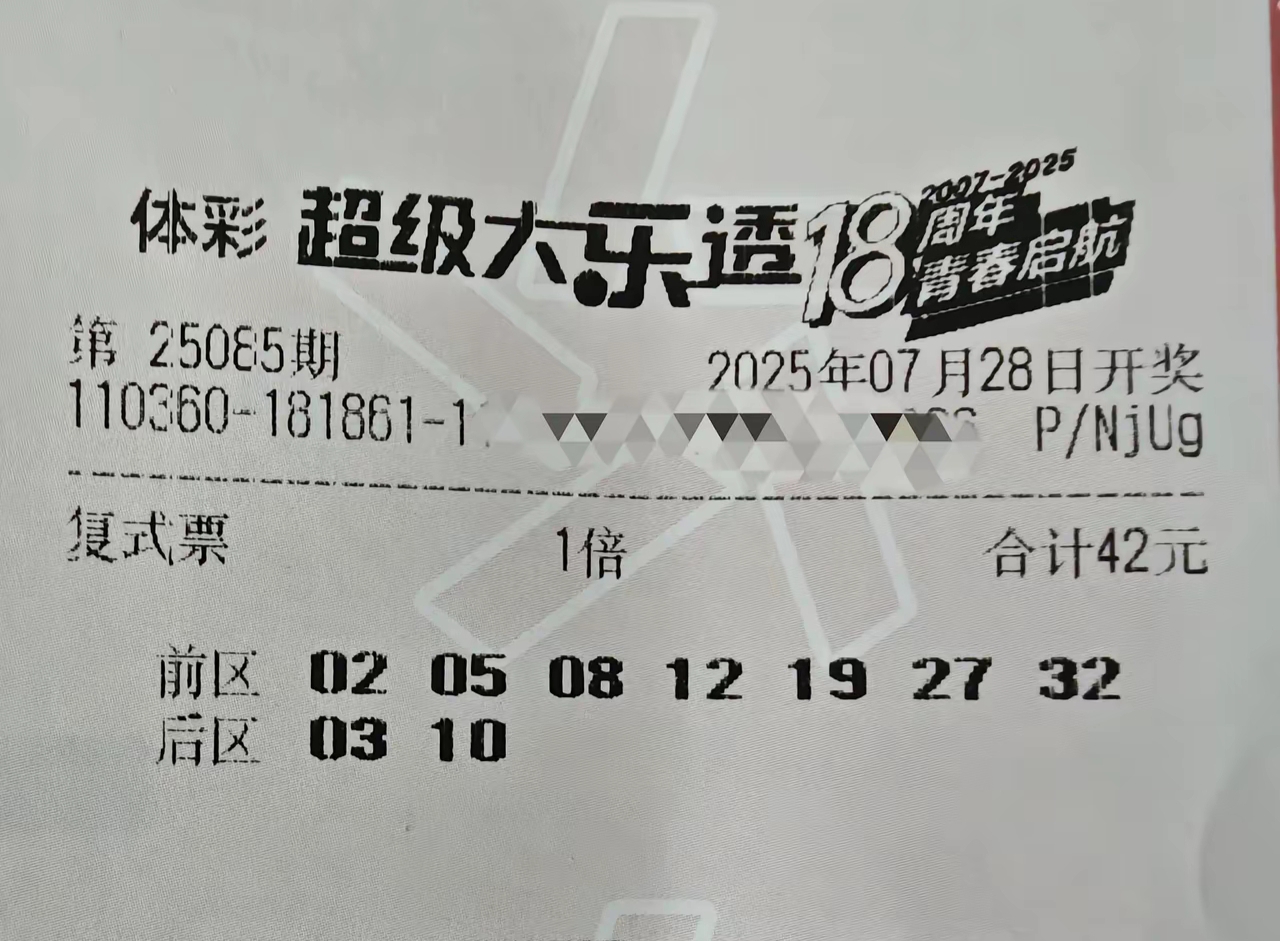 体彩 超级大乐透 18 2007-2025
周年
青春启航
第 25085期 2025年07月28日开奖
110360-181861-1 P/NjUg
复式票 1倍 合计42元
前区 02 05 08 12 19 27 32
后区 03 10